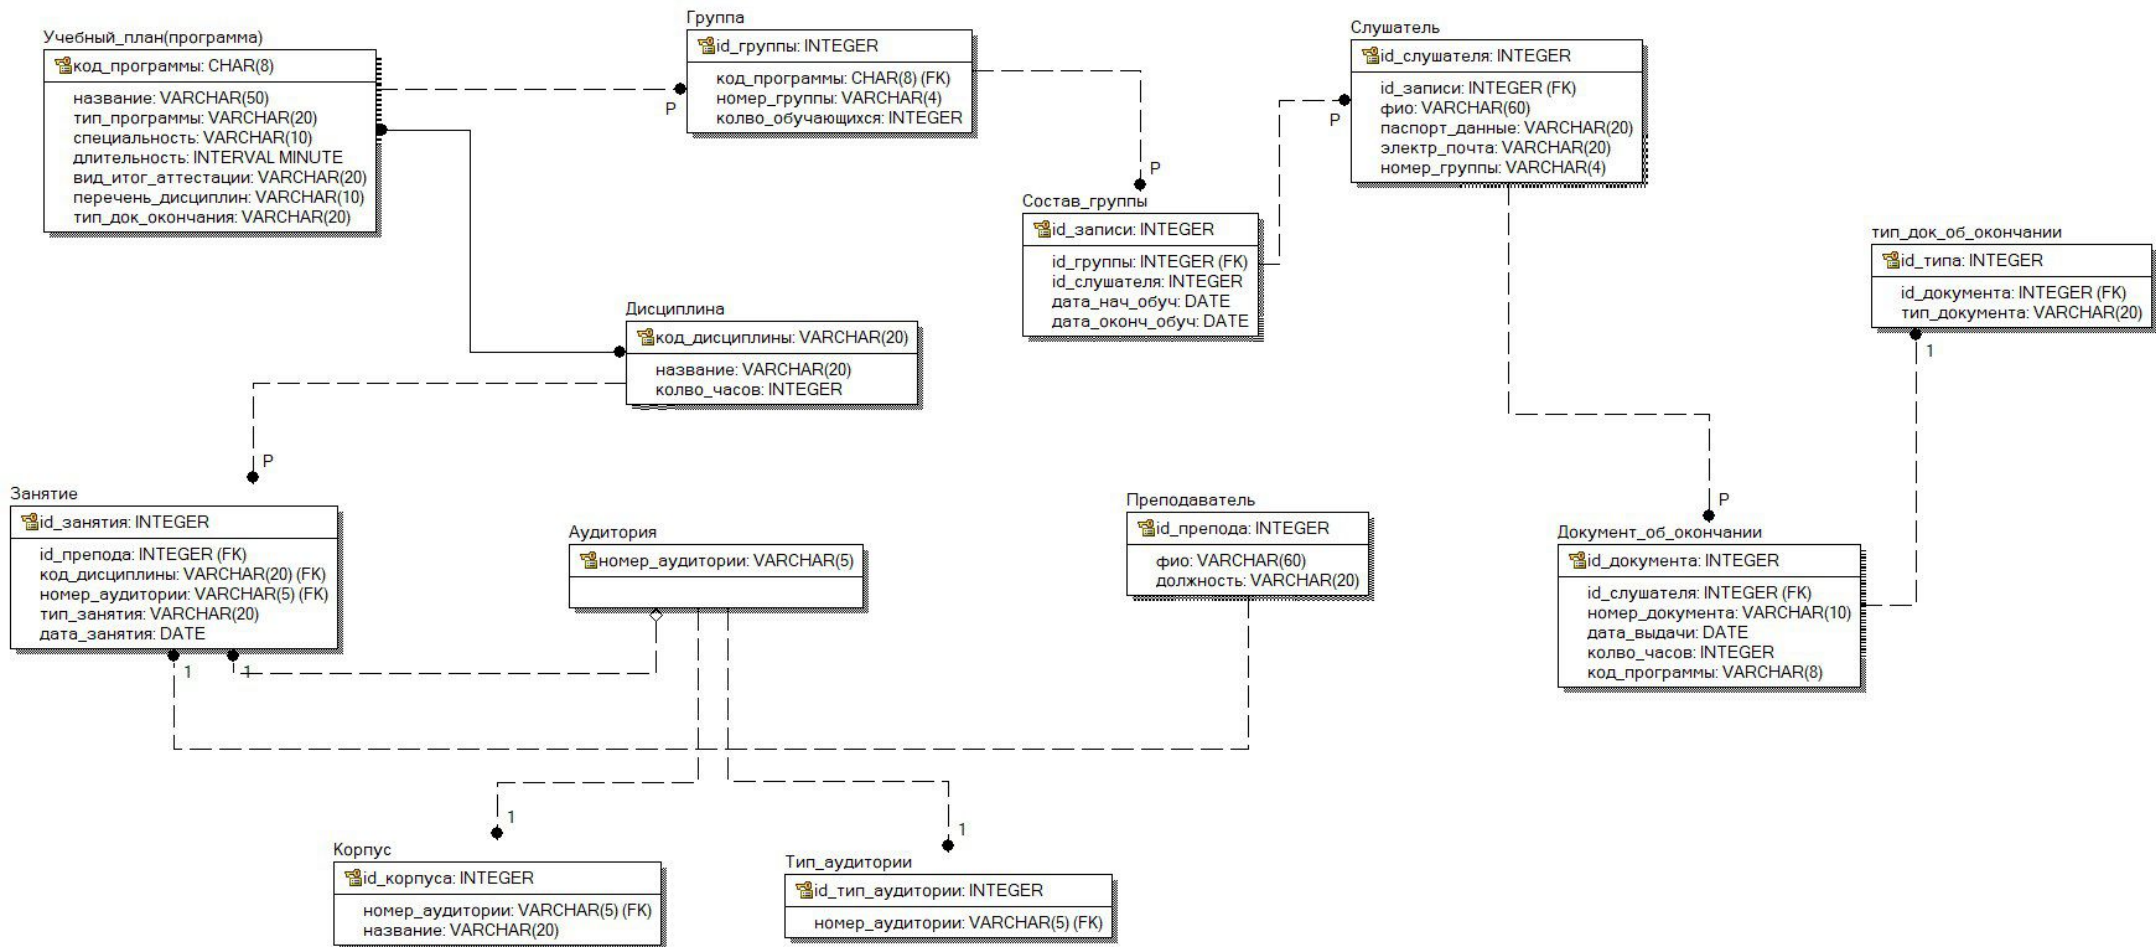 Учебный_план(программа)
код_программы: CHAR(8)
название: VARCHAR(50)
тип_программы: VARCHAR(20)
специальность: VARCHAR(10)
длительность: INTERVAL MINUTE
вид_итог_аттестации: VARCHAR(20)
перечень_дисциплин: VARCHAR(10)
тип_док_окончания: VARCHAR(20)
P
Группа
id_группы: INTEGER
код_программы: CHAR(8) (FK)
номер_группы: VARCHAR(4)
колво_обучающихся: INTEGER
P
Состав_группы
id_записи: INTEGER
id_группы: INTEGER (FK)
id_слушателя: INTEGER
дата_нач_обуч: DATE
дата_оконч_обуч: DATE
P
Слушатель
id_слушателя: INTEGER
id_записи: INTEGER (FK)
фио: VARCHAR(60)
паспорт_данные: VARCHAR(20)
электр_почта: VARCHAR(20)
номер_группы: VARCHAR(4)
тип_док_об_окончании
id_типа: INTEGER
id_документа: INTEGER (FK)
тип_документа: VARCHAR(20)
1
Дисциплина
код_дисциплины: VARCHAR(20)
название: VARCHAR(20)
колво_часов: INTEGER
P
Занятие
id_занятия: INTEGER
id_препода: INTEGER (FK)
код_дисциплины: VARCHAR(20) (FK)
номер_аудитории: VARCHAR(5) (FK)
тип_занятия: VARCHAR(20)
дата_занятия: DATE
1
1
Аудитория
номер_аудитории: VARCHAR(5)
Преподаватель
id_препода: INTEGER
фио: VARCHAR(60)
должность: VARCHAR(20)
P
Документ_об_окончании
id_документа: INTEGER
id_слушателя: INTEGER (FK)
номер_документа: VARCHAR(10)
дата_выдачи: DATE
колво_часов: INTEGER
код_программы: VARCHAR(8)
1
Корпус
id_корпуса: INTEGER
номер_аудитории: VARCHAR(5) (FK)
название: VARCHAR(20)
1
Тип_аудитории
id_тип_аудитории: INTEGER
номер_аудитории: VARCHAR(5) (FK)